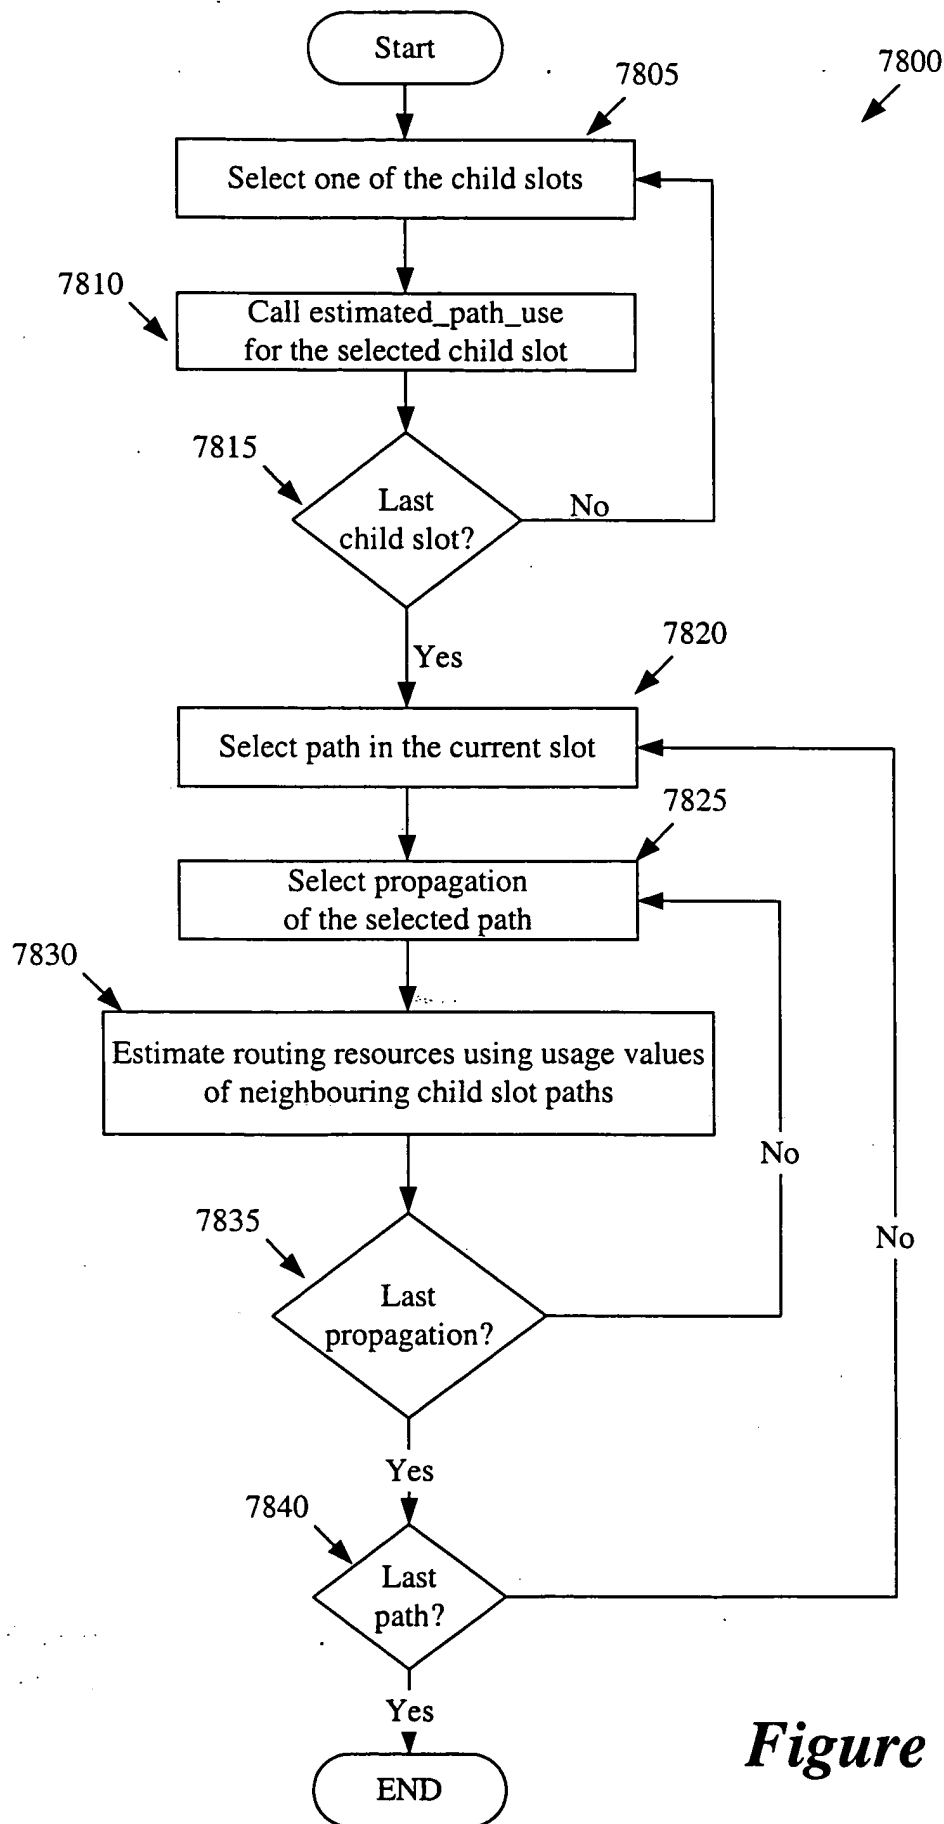 Start
7800
7805
Select one of the child slots
7810
Call estimated_path_use
for the selected child slot
7815
Last
child slot?
No
Yes
7820
Select path in the current slot
7825
Select propagation
of the selected path
7830
Estimate routing resources using usage values
of neighbouring child slot paths
No
7835
Last
propagation?
No
Yes
7840
Last
path?
Yes
END
Figure